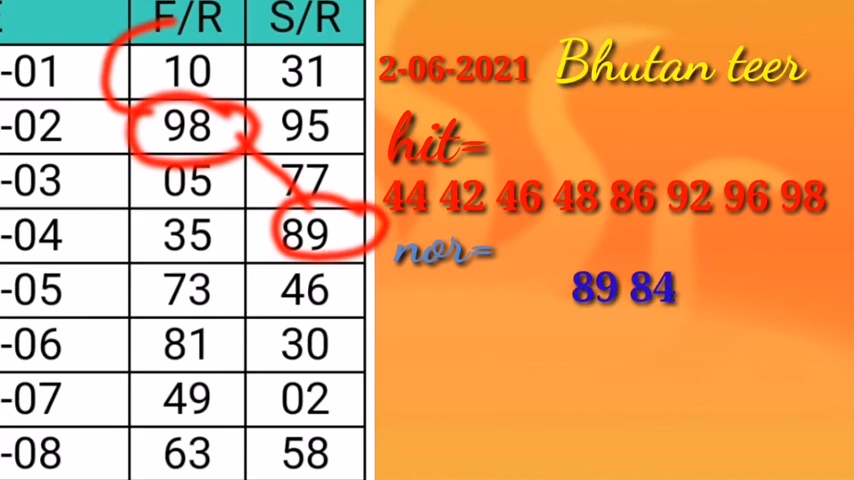 E F/R S/R
-01 10 31
-02 98 95
-03 05 77
-04 35 89
-05 73 46
-06 81 30
-07 49 02
-08 63 58
2-06-2021 Bhutan teer
hit=
44 42 46 48 86 92 96 98
nor=
89 84